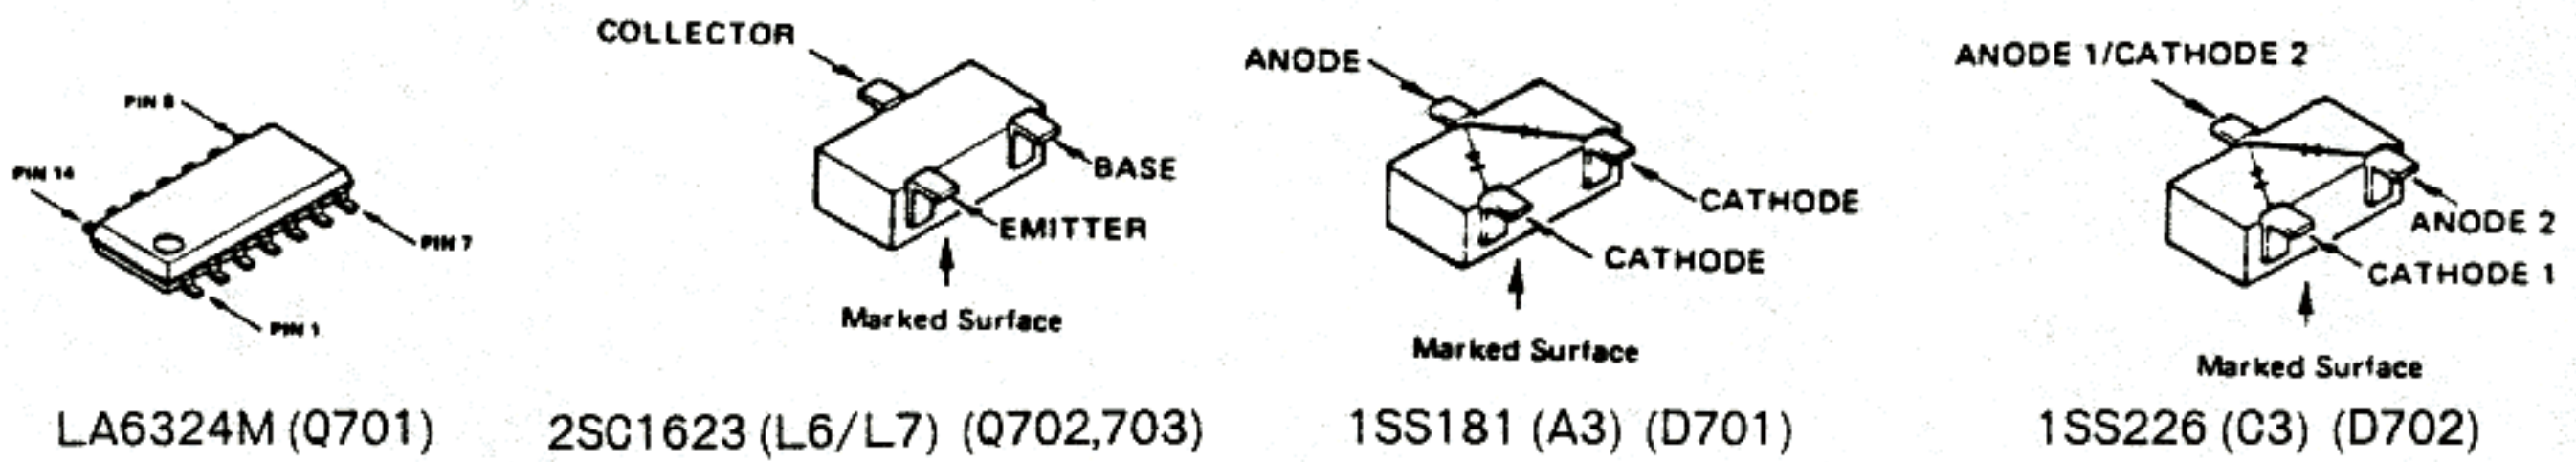 PIN 8
PIN 14
PIN 7
PIN 1
LA6324M (Q701)
COLLECTOR
BASE
EMITTER
Marked Surface
2SC1623 (L6/L7) (Q702,703)
ANODE
CATHODE
CATHODE
Marked Surface
1SS181 (A3) (D701)
ANODE 1/CATHODE 2
ANODE 2
CATHODE 1
Marked Surface
1SS226 (C3) (D702)